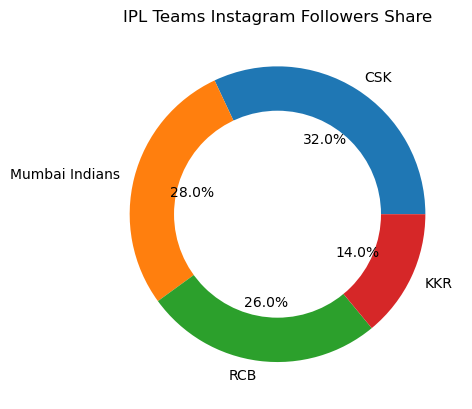 IPL Teams Instagram Followers Share
CSK
32.0%
Mumbai Indians
28.0%
14.0%
KKR
26.0%
RCB